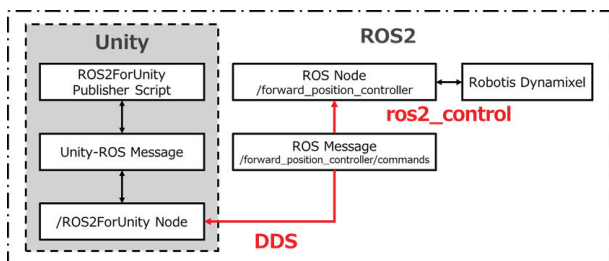 Unity
ROS2
ROS2ForUnity
Publisher Script
ROS Node
/forward_position_controller
Robotis Dynamixel
ros2_control
Unity-ROS Message
ROS Message
/forward_position_controller/commands
/ROS2ForUnity Node
DDS